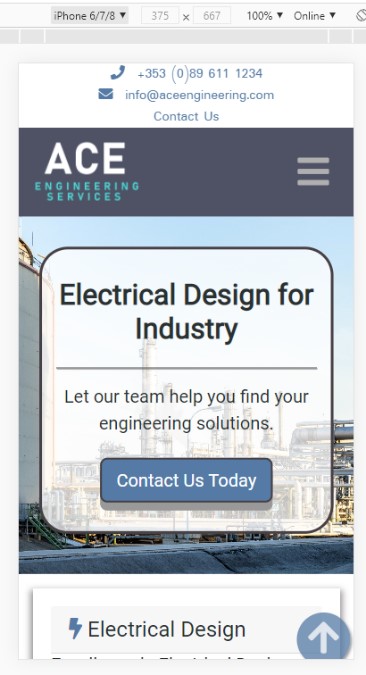 iPhone 6/7/8 ▼ 375 x 667 100% ▼ Online ▼
+353 (0)89 611 1234
info@aceengineering.com
Contact Us
ACE
ENGINEERING
SERVICES
Electrical Design for
Industry
Let our team help you find your
engineering solutions.
Contact Us Today
Electrical Design